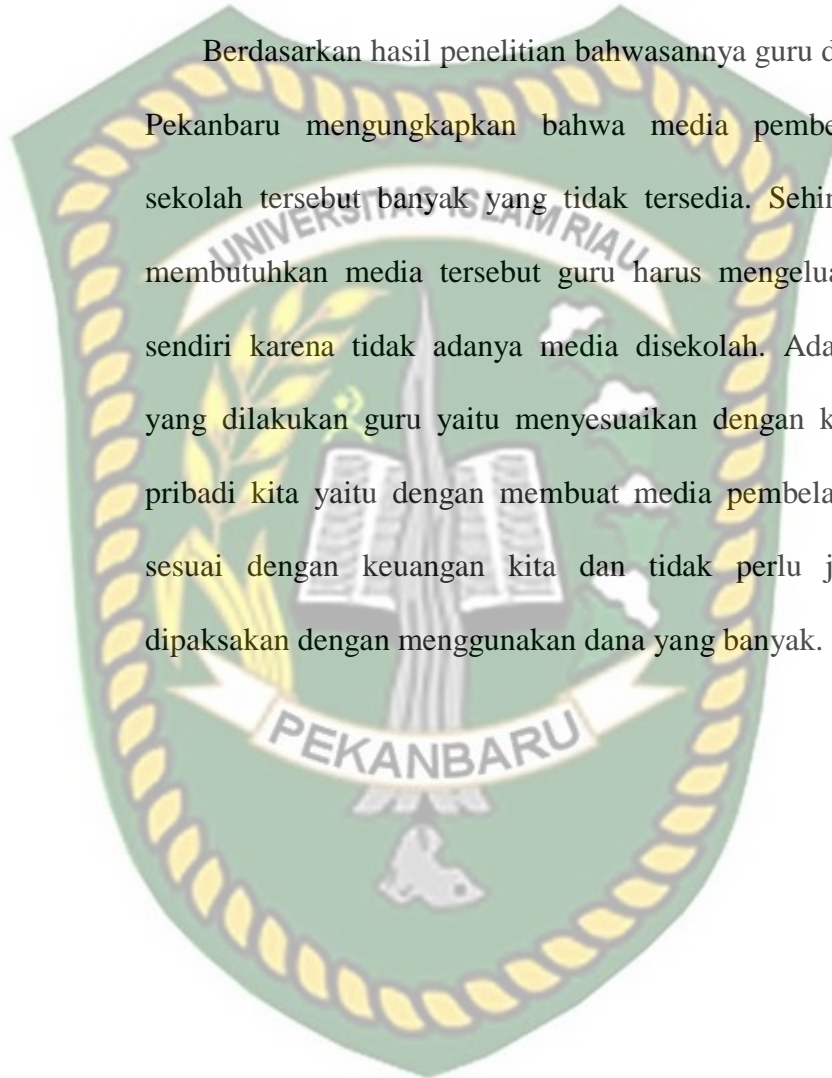 Berdasarkan hasil penelitian bahwasannya guru d
Pekanbaru mengungkapkan bahwa media pembe
sekolah tersebut banyak yang tidak tersedia. Sehin
UNIVERSITAS ISLAM RIAU
membutuhkan media tersebut guru harus mengelua
sendiri karena tidak adanya media disekolah. Ada
yang dilakukan guru yaitu menyesuaikan dengan k
pribadi kita yaitu dengan membuat media pembela
sesuai dengan keuangan kita dan tidak perlu j
dipaksakan dengan menggunakan dana yang banyak.
PEKANBARU